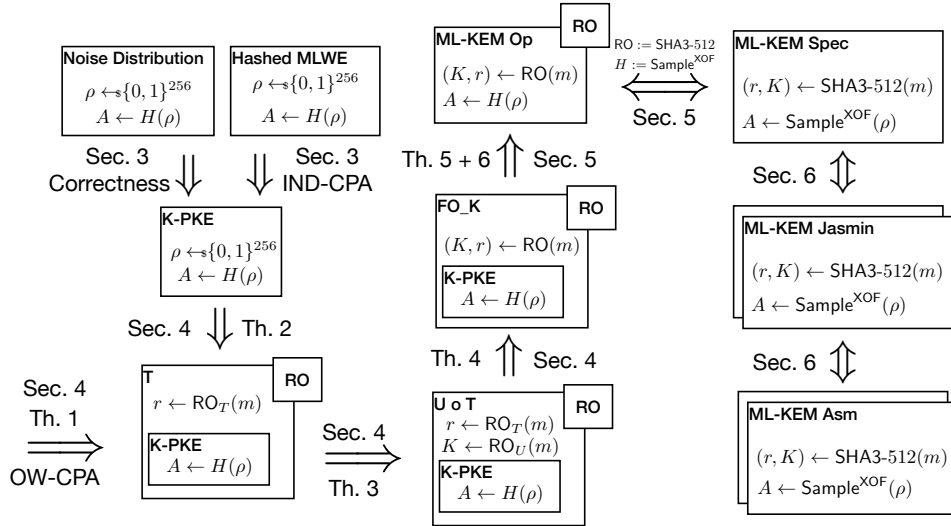 Noise Distribution
ρ ←$ {0, 1}^256
A ← H(ρ)
Hashed MLWE
ρ ←$ {0, 1}^256
A ← H(ρ)
Sec. 3
Correctness
Sec. 3
IND-CPA
K-PKE
ρ ←$ {0, 1}^256
A ← H(ρ)
Sec. 4
Th. 2
Sec. 4
Th. 1
OW-CPA
T
RO
r ← RO_T(m)
K-PKE
A ← H(ρ)
Sec. 4
Th. 3
U o T
RO
r ← RO_T(m)
K ← RO_U(m)
K-PKE
A ← H(ρ)
Th. 4
Sec. 4
FO_K
RO
(K, r) ← RO(m)
K-PKE
A ← H(ρ)
Th. 5 + 6
Sec. 5
ML-KEM Op
RO
(K, r) ← RO(m)
A ← H(ρ)
RO := SHA3-512
H := Sample^XOF
Sec. 5
ML-KEM Spec
(r, K) ← SHA3-512(m)
A ← Sample^XOF(ρ)
Sec. 6
ML-KEM Jasmin
(r, K) ← SHA3-512(m)
A ← Sample^XOF(ρ)
Sec. 6
ML-KEM Asm
(r, K) ← SHA3-512(m)
A ← Sample^XOF(ρ)